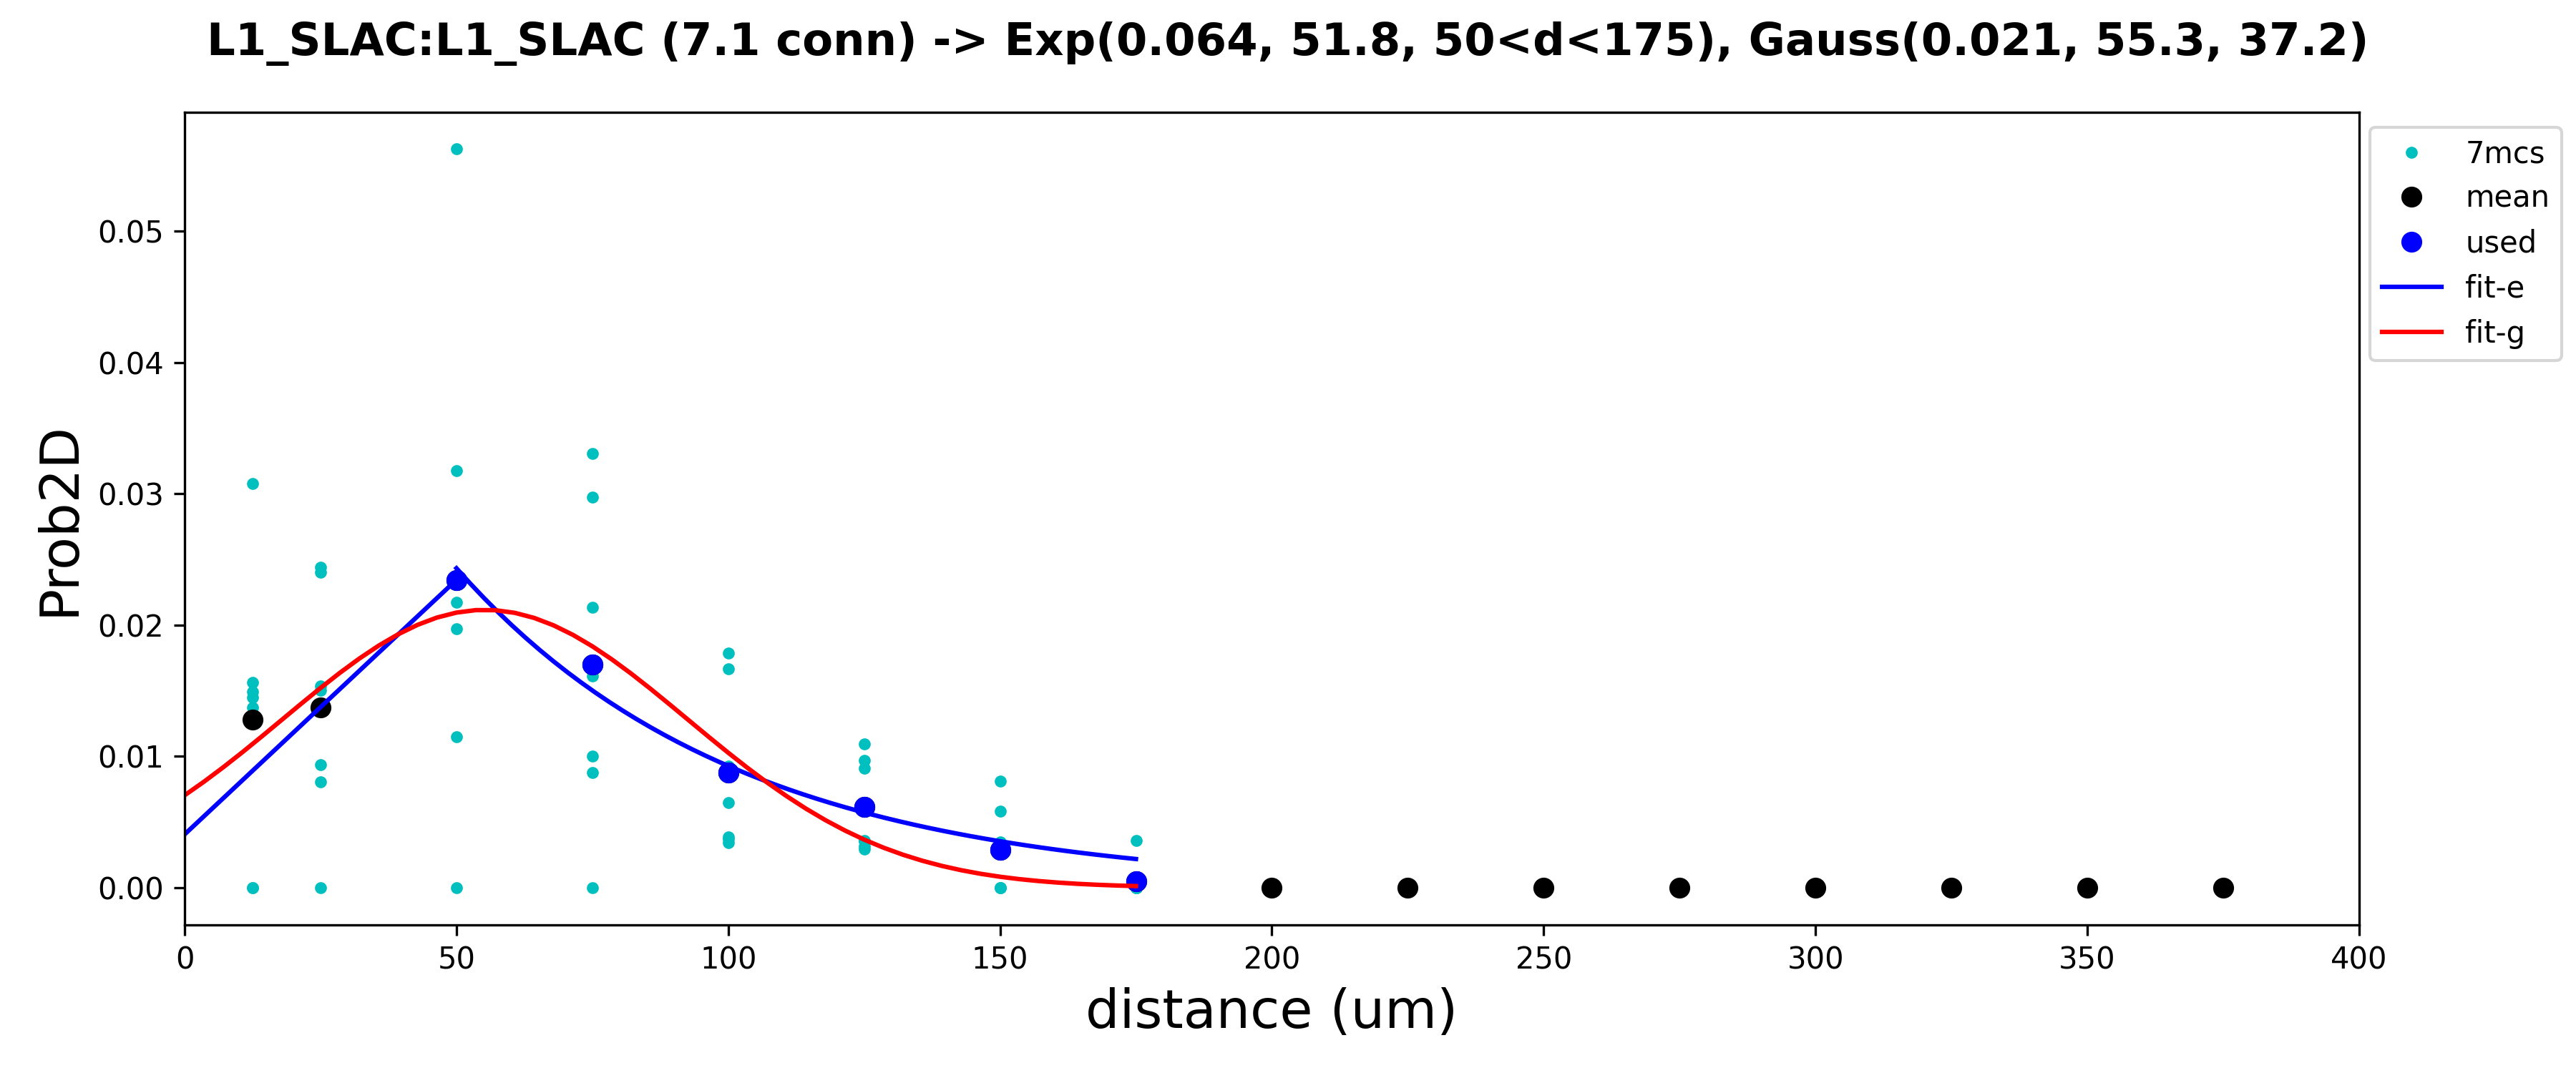 L1_SLAC:L1_SLAC (7.1 conn) -> Exp(0.064, 51.8, 50<d<175), Gauss(0.021, 55.3, 37.2)
7mcs
mean
used
fit-e
fit-g
Prob2D
0.05
0.04
0.03
0.02
0.01
0.00
0 50 100 150 200 250 300 350 400
distance (um)